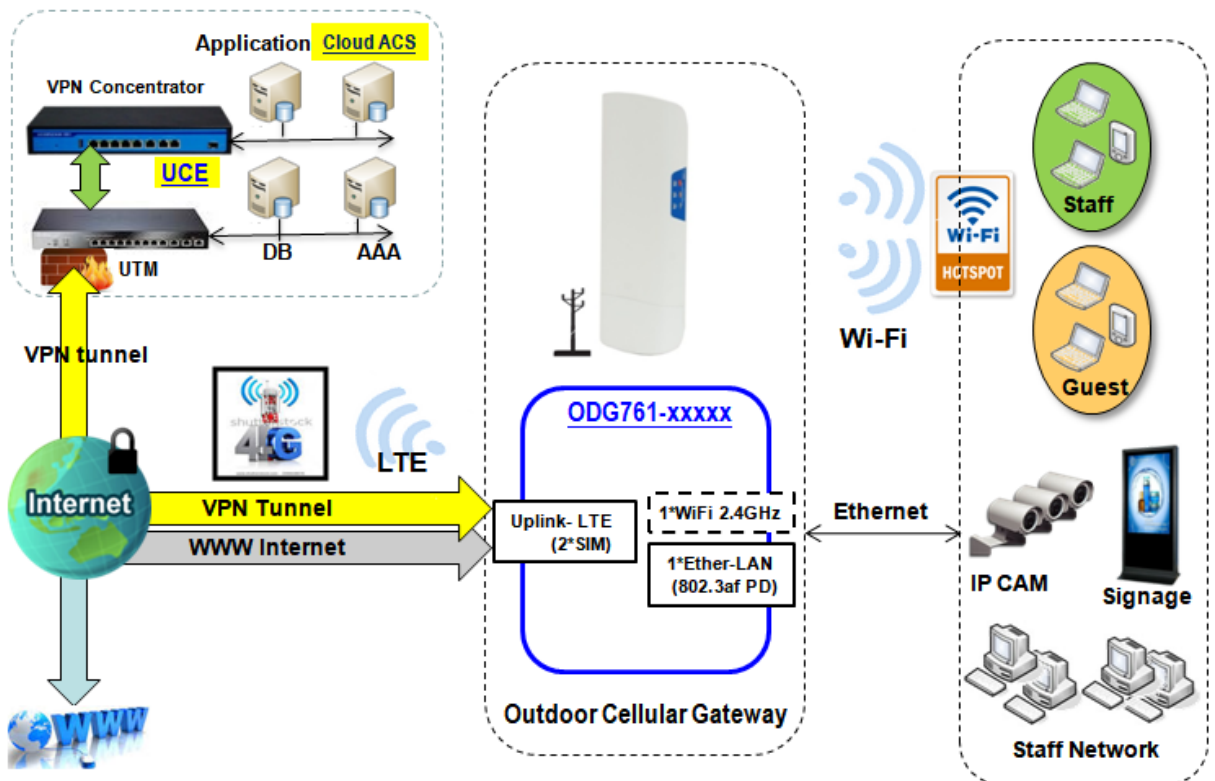 Application Cloud ACS
VPN Concentrator
UCE
UTM
DB
AAA
VPN tunnel
Internet
shutterstock
4G
LTE
VPN Tunnel
WWW Internet
WWW
ODG761-xxxxx
Uplink- LTE
(2*SIM)
1*WiFi 2.4GHz
1*Ether-LAN
(802.3af PD)
Outdoor Cellular Gateway
Wi-Fi
Wi-Fi
HOTSPOT
Ethernet
Staff
Guest
IP CAM
Signage
Staff Network